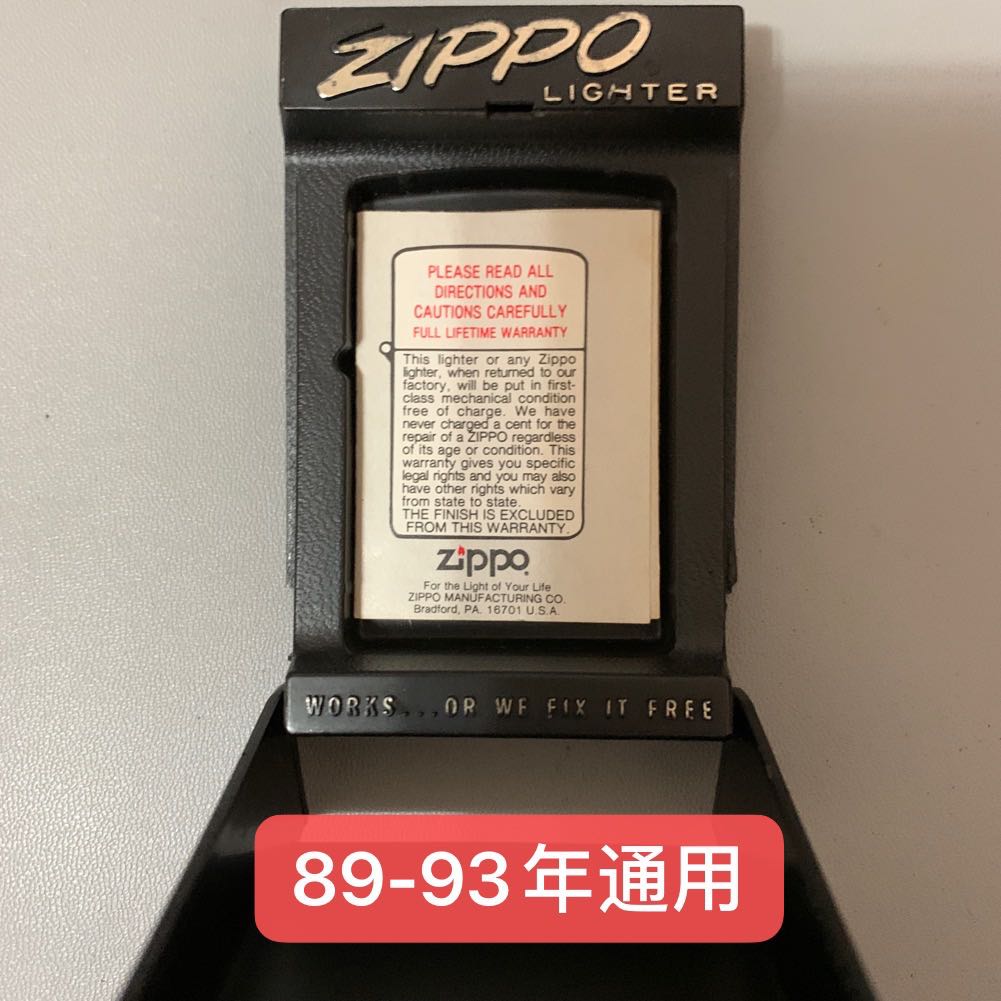 ZIPPO
LIGHTER
PLEASE READ ALL
DIRECTIONS AND
CAUTIONS CAREFULLY
FULL LIFETIME WARRANTY
This lighter or any Zippo
lighter, when returned to our
factory, will be put in first-
class mechanical condition
free of charge. We have
never charged a cent for the
repair of a ZIPPO regardless
of its age or condition. This
warranty gives you specific
legal rights and you may also
have other rights which vary
from state to state.
THE FINISH IS EXCLUDED
FROM THIS WARRANTY.
Zippo
For the Light of Your Life
ZIPPO MANUFACTURING CO.
Bradford, PA. 16701 U.S.A.
WORKS...OR WE FIX IT FREE
89-93年通用